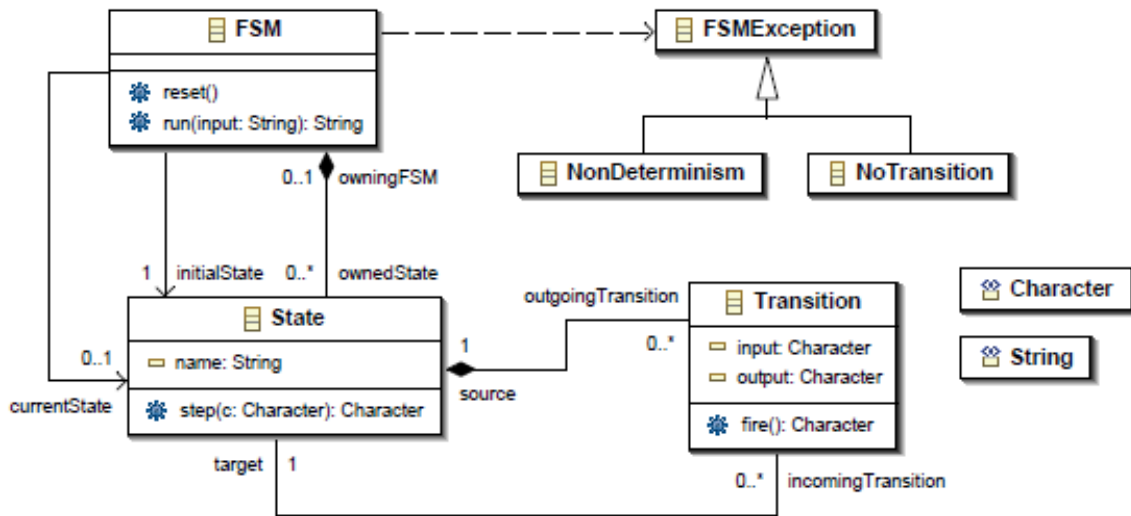 FSM
FSMException
reset()
run(input: String): String
NonDeterminism
NoTransition
0..1
owningFSM
1
initialState
0..*
ownedState
outgoingTransition
Transition
Character
State
1
0..*
input: Character
0..1
name: String
output: Character
String
currentState
source
step(c: Character): Character
fire(): Character
target
1
0..*
incomingTransition